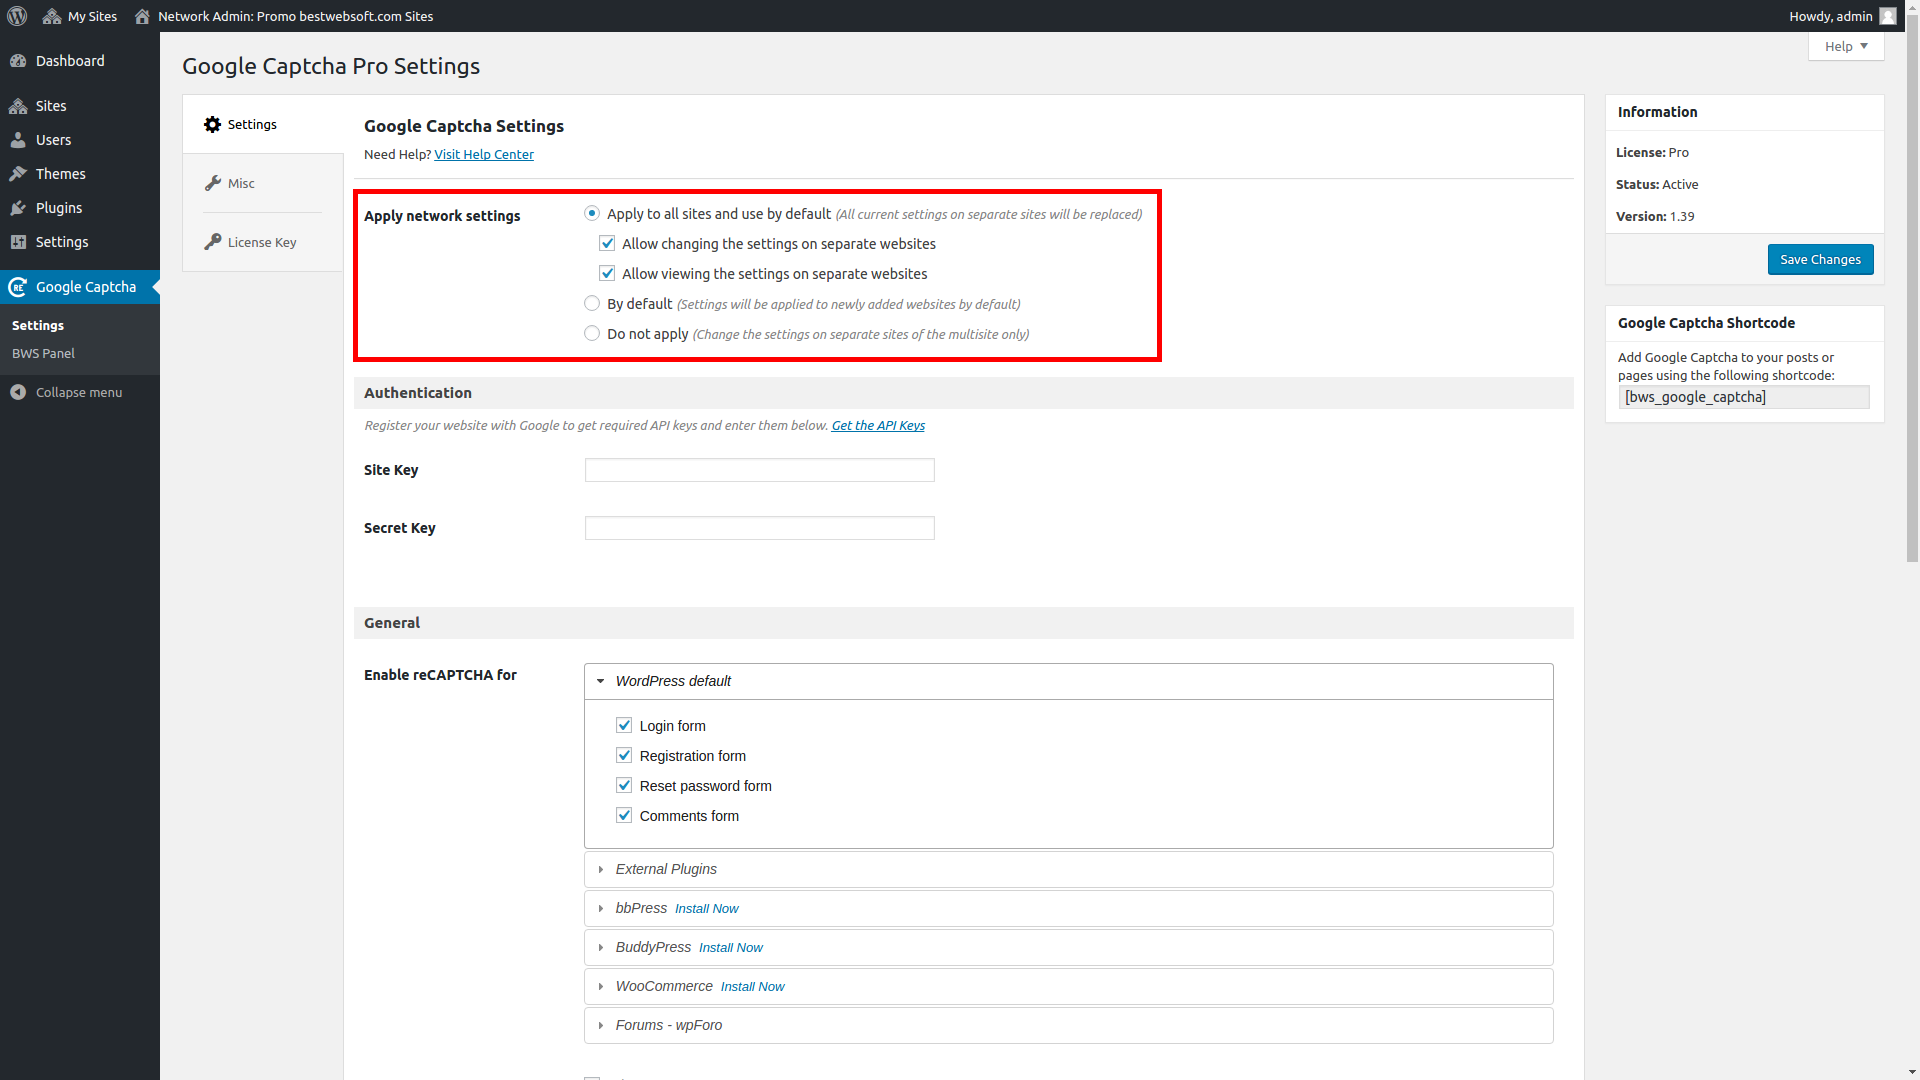 My Sites
Network Admin: Promo bestwebsoft.com Sites
Howdy, admin
Help
Dashboard
Sites
Users
Themes
Plugins
Settings
Google Captcha
Settings
BWS Panel
Collapse menu
Google Captcha Pro Settings
Settings
Misc
License Key
Google Captcha Settings
Need Help? Visit Help Center
Apply network settings
Apply to all sites and use by default (All current settings on separate sites will be replaced)
Allow changing the settings on separate websites
Allow viewing the settings on separate websites
By default (Settings will be applied to newly added websites by default)
Do not apply (Change the settings on separate sites of the multisite only)
Authentication
Register your website with Google to get required API keys and enter them below. Get the API Keys
Site Key
Secret Key
General
Enable reCAPTCHA for
WordPress default
Login form
Registration form
Reset password form
Comments form
External Plugins
bbPress Install Now
BuddyPress Install Now
WooCommerce Install Now
Forums - wpForo
Information
License: Pro
Status: Active
Version: 1.39
Save Changes
Google Captcha Shortcode
Add Google Captcha to your posts or
pages using the following shortcode:
[bws_google_captcha]